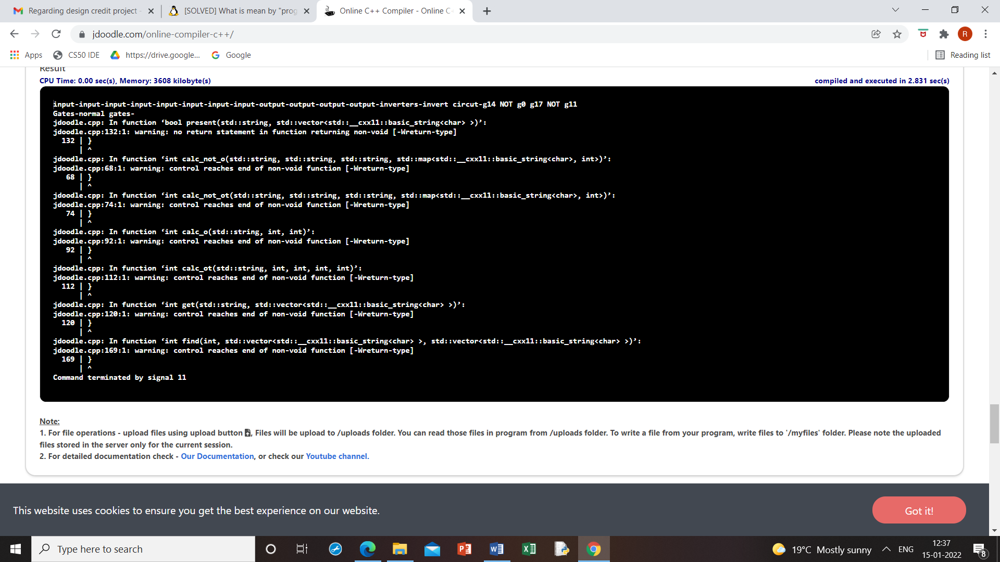 Regarding design credit project -
[SOLVED] What is mean by "prog
Online C++ Compiler - Online C
jdoodle.com/online-compiler-c++/
R
Apps
CS50 IDE
https://drive.google...
Google
Reading list
Result
CPU Time: 0.00 sec(s), Memory: 3608 kilobyte(s)
compiled and executed in 2.831 sec(s)
input-input-input-input-input-input-input-input-output-output-output-output-inverters-invert circut-g14 NOT g0 g17 NOT g11
Gates-normal gates-
jdoodle.cpp: In function ‘bool present(std::string, std::vector<std::__cxx11::basic_string<char> >)’:
jdoodle.cpp:132:1: warning: no return statement in function returning non-void [-Wreturn-type]
132 | }
| ^
jdoodle.cpp: In function ‘int calc_not_o(std::string, std::string, std::string, std::map<std::__cxx11::basic_string<char>, int>)’:
jdoodle.cpp:68:1: warning: control reaches end of non-void function [-Wreturn-type]
68 | }
| ^
jdoodle.cpp: In function ‘int calc_not_ot(std::string, std::string, std::string, std::map<std::__cxx11::basic_string<char>, int>)’:
jdoodle.cpp:74:1: warning: control reaches end of non-void function [-Wreturn-type]
74 | }
| ^
jdoodle.cpp: In function ‘int calc_o(std::string, int, int)’:
jdoodle.cpp:92:1: warning: control reaches end of non-void function [-Wreturn-type]
92 | }
| ^
jdoodle.cpp: In function ‘int calc_ot(std::string, int, int, int, int)’:
jdoodle.cpp:112:1: warning: control reaches end of non-void function [-Wreturn-type]
112 | }
| ^
jdoodle.cpp: In function ‘int get(std::string, std::vector<std::__cxx11::basic_string<char> >)’:
jdoodle.cpp:120:1: warning: control reaches end of non-void function [-Wreturn-type]
120 | }
| ^
jdoodle.cpp: In function ‘int find(int, std::vector<std::__cxx11::basic_string<char> >, std::vector<std::__cxx11::basic_string<char> >)’:
jdoodle.cpp:169:1: warning: control reaches end of non-void function [-Wreturn-type]
169 | }
| ^
Command terminated by signal 11
Note:
1. For file operations - upload files using upload button , Files will be upload to /uploads folder. You can read those files in program from /uploads folder. To write a file from your program, write files to '/myfiles' folder. Please note the uploaded
files stored in the server only for the current session.
2. For detailed documentation check - Our Documentation, or check our Youtube channel.
This website uses cookies to ensure you get the best experience on our website.
Got it!
Type here to search
19°C Mostly sunny
ENG
12:37
15-01-2022
8